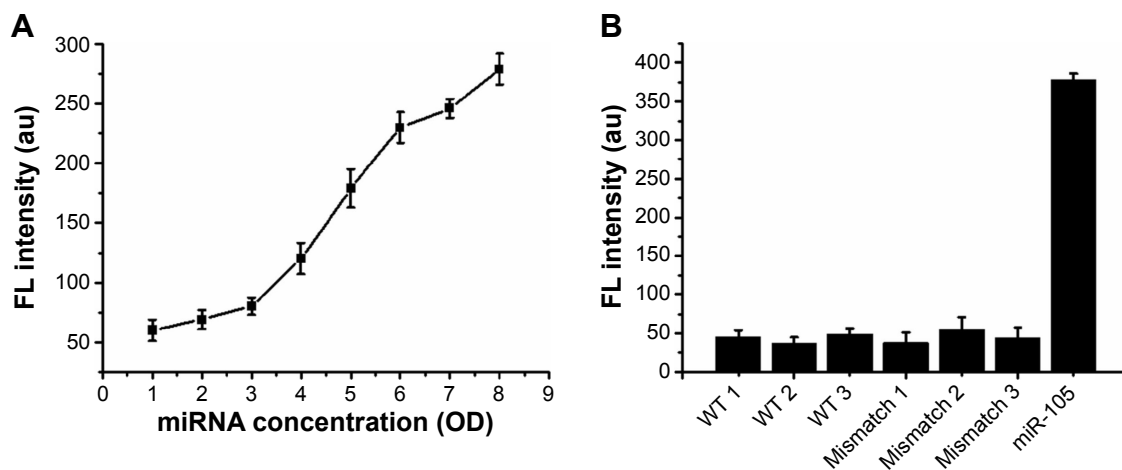 A
FL intensity (au)
300
250
200
150
100
50
0 1 2 3 4 5 6 7 8 9
miRNA concentration (OD)
B
FL intensity (au)
400
350
300
250
200
150
100
50
0
WT 1
WT 2
WT 3
Mismatch 1
Mismatch 2
Mismatch 3
miR-105